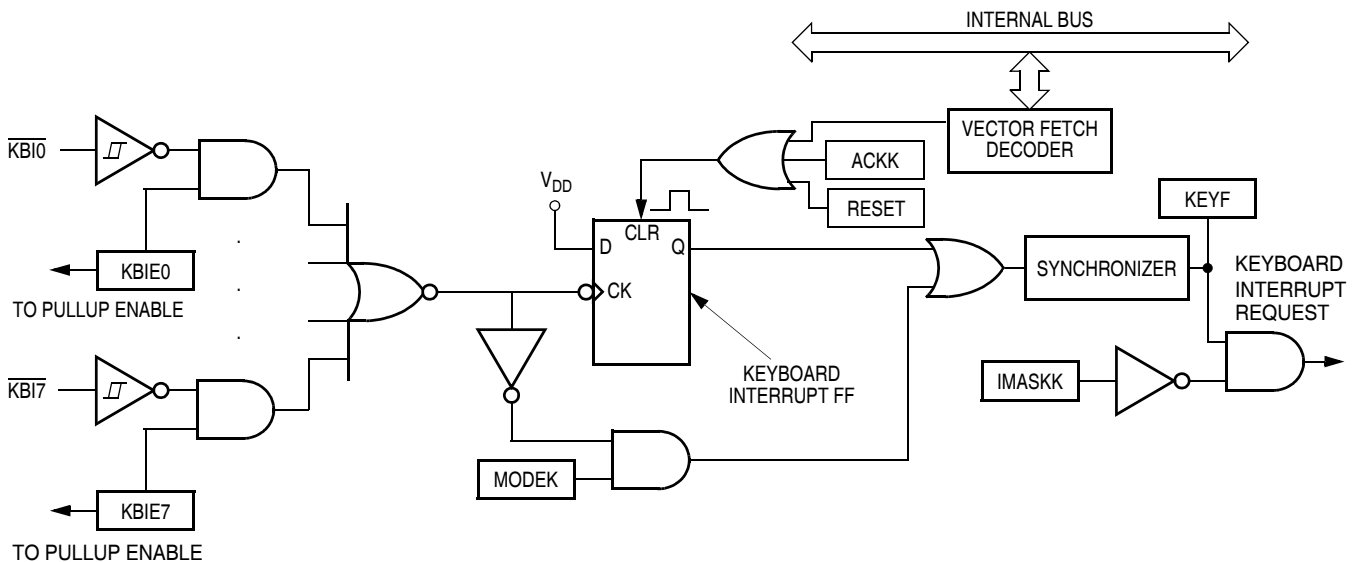 INTERNAL BUS
VECTOR FETCH
DECODER
ACKK
RESET
KBI0
KBIE0
TO PULLUP ENABLE
KBI7
KBIE7
TO PULLUP ENABLE
VDD
D
CLR
Q
CK
KEYBOARD
INTERRUPT FF
MODEK
SYNCHRONIZER
KEYF
KEYBOARD
INTERRUPT
REQUEST
IMASKK